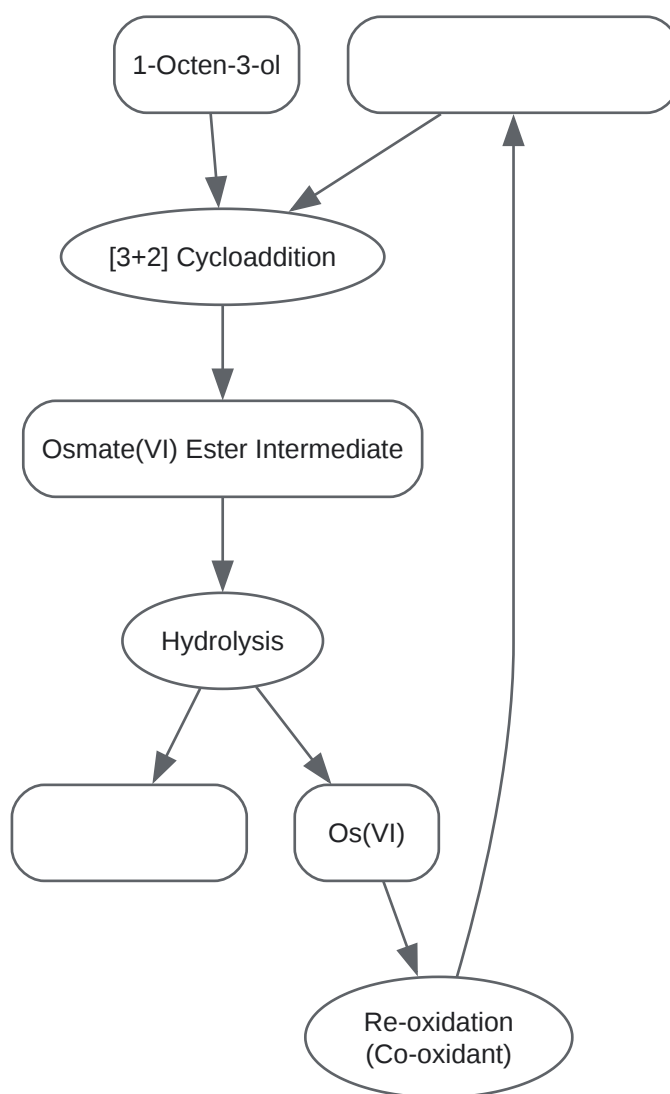 1-Octen-3-ol
[3+2] Cycloaddition
Osmate(VI) Ester Intermediate
Hydrolysis
Os(VI)
Re-oxidation
(Co-oxidant)